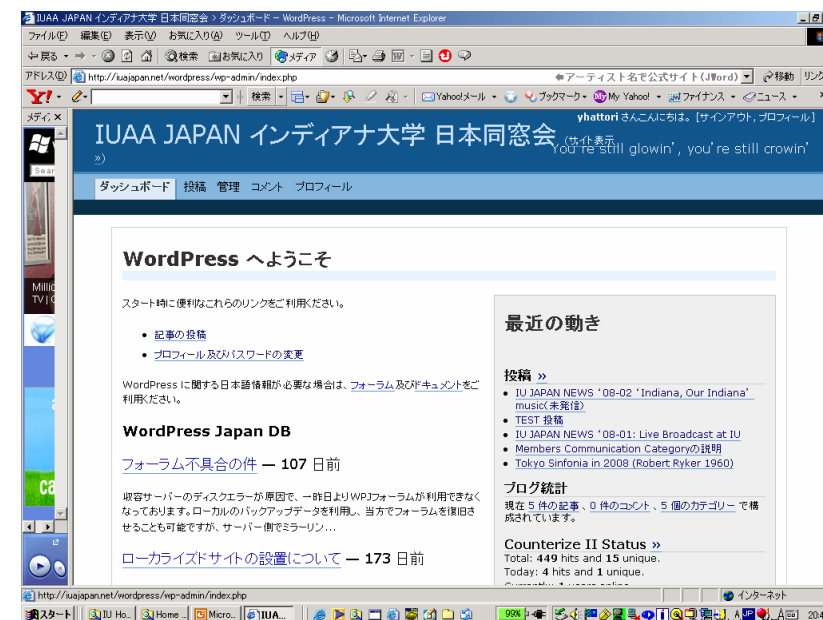 IUAA JAPAN インディアナ大学 日本同窓会 › ダッシュボード — WordPress - Microsoft Internet Explorer
ファイル(F) 編集(E) 表示(V) お気に入り(A) ツール(T) ヘルプ(H)
戻る 検索 お気に入り メディア
アドレス(D) http://iuajapan.net/wordpress/wp-admin/index.php アーティスト名で公式サイト(JWord) 移動 リンク
Y! 検索 Yahoo!メール ブックマーク My Yahoo! ファイナンス ニュース
メディ X
yhattori さんこんにちは。 [サインアウト, プロフィール]
IUAA JAPAN インディアナ大学 日本同窓会 (サイト表示
»)
You're still glowin', you're still crowin'
Sear
ダッシュボード 投稿 管理 コメント プロフィール
WordPress へようこそ
スタート時に便利なこれらのリンクをご利用ください。
• 記事の投稿
• プロフィール及びパスワードの変更
WordPress に関する日本語情報が必要な場合は、フォーラム及びドキュメントをご
利用ください。
WordPress Japan DB
フォーラム不具合の件 — 107 日前
収容サーバーのディスクエラーが原因で、一昨日よりWPJフォーラムが利用できなく
なっております。ローカルのバックアップデータを利用し、当方でフォーラムを復旧さ
せることも可能ですが、サーバー側でミラーリン...
ローカライズドサイトの設置について — 173 日前
最近の動き
投稿 »
• IU JAPAN NEWS '08-02 'Indiana, Our Indiana'
music(未発信)
• TEST 投稿
• IU JAPAN NEWS '08-01: Live Broadcast at IU
• Members Communication Categoryの説明
• Tokyo Sinfonia in 2008 (Robert Ryker 1960)
ブログ統計
現在 5 件の記事、0 件のコメント、5 個のカテゴリー で構
成されています。
Counterize II Status »
Total: 449 hits and 15 unique.
Today: 4 hits and 1 unique.
Currently: 1 users online.
Millic
TV | C
Ca
http://iuajapan.net/wordpress/wp-admin/index.php インターネット
スタート IU Ho... Home ... Micro... IUA... 99% 20:4